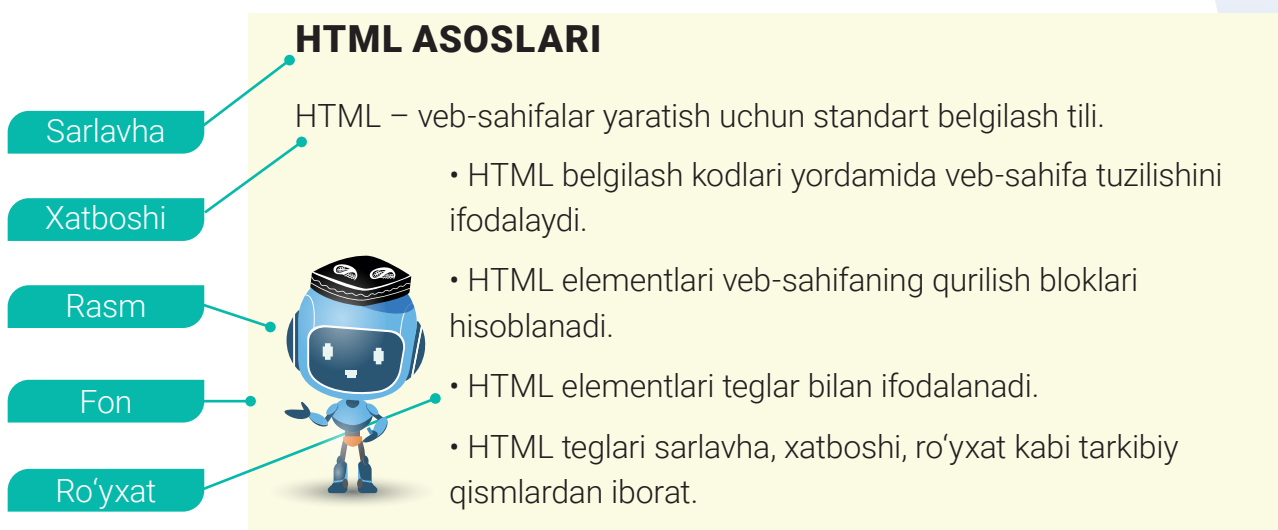 HTML ASOSLARI
HTML – veb-sahifalar yaratish uchun standart belgilash tili.
• HTML belgilash kodlari yordamida veb-sahifa tuzilishini
ifodalaydi.
• HTML elementlari veb-sahifaning qurilish bloklari
hisoblanadi.
• HTML elementlari teglar bilan ifodalanadi.
• HTML teglari sarlavha, xatboshi, ro‘yxat kabi tarkibiy
qismlardan iborat.
Sarlavha
Xatboshi
Rasm
Fon
Ro‘yxat